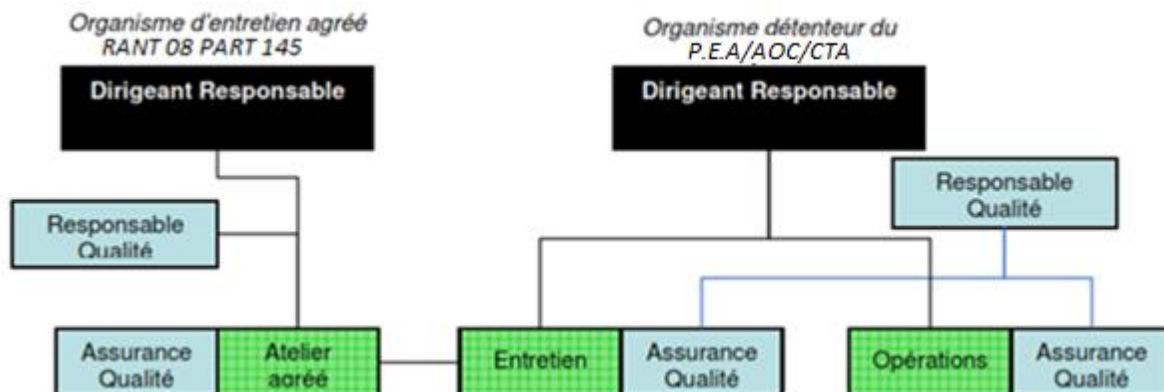 Organisme d'entretien agréé
RANT 08 PART 145
Dirigeant Responsable
Responsable
Qualité
Assurance
Qualité
Atelier
agréé
Organisme détenteur du
P.E.A/AOC/CTA
Dirigeant Responsable
Responsable
Qualité
Entretien
Assurance
Qualité
Opérations
Assurance
Qualité